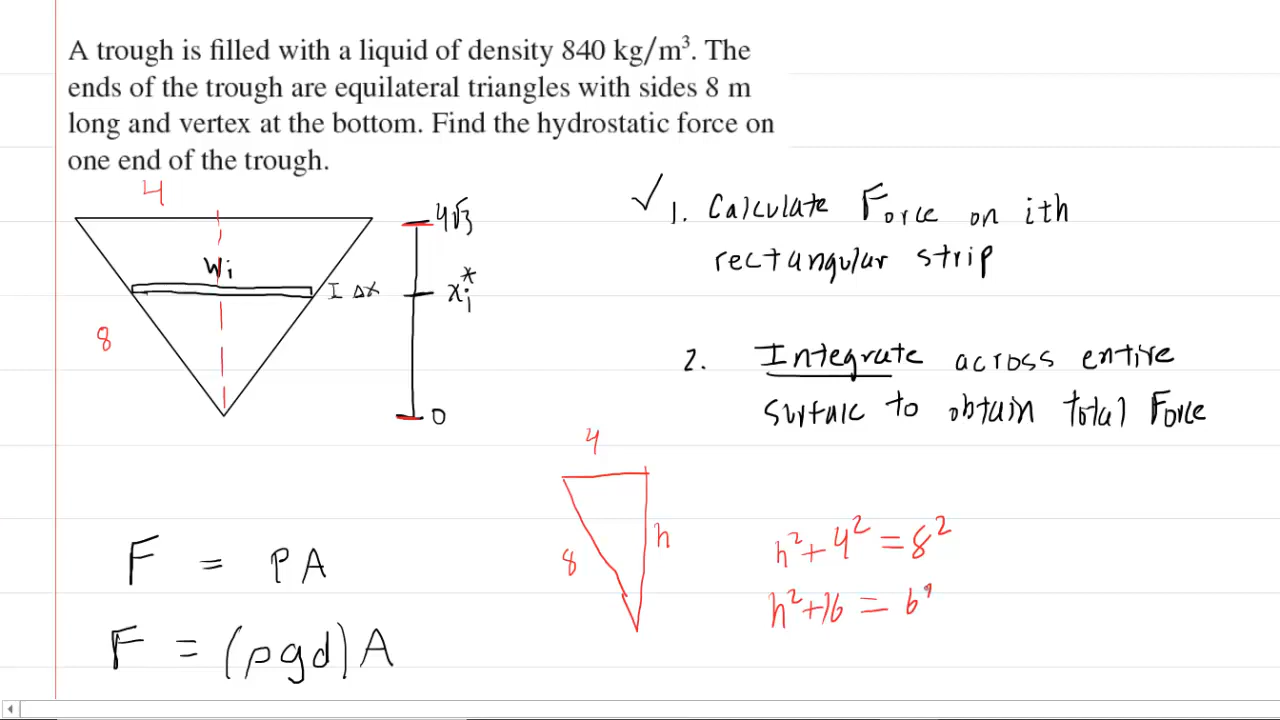 A trough is filled with a liquid of density 840 kg/m³. The
ends of the trough are equilateral triangles with sides 8 m
long and vertex at the bottom. Find the hydrostatic force on
one end of the trough.
4
4√3
Wi
I Δx
xi*
8
0
✓ 1. Calculate Force on ith
rectangular strip
2. Integrate across entire
surface to obtain total Force
4
8
h
h² + 4² = 8²
h² + 16 = 6
F = PA
F = (ρgd)A